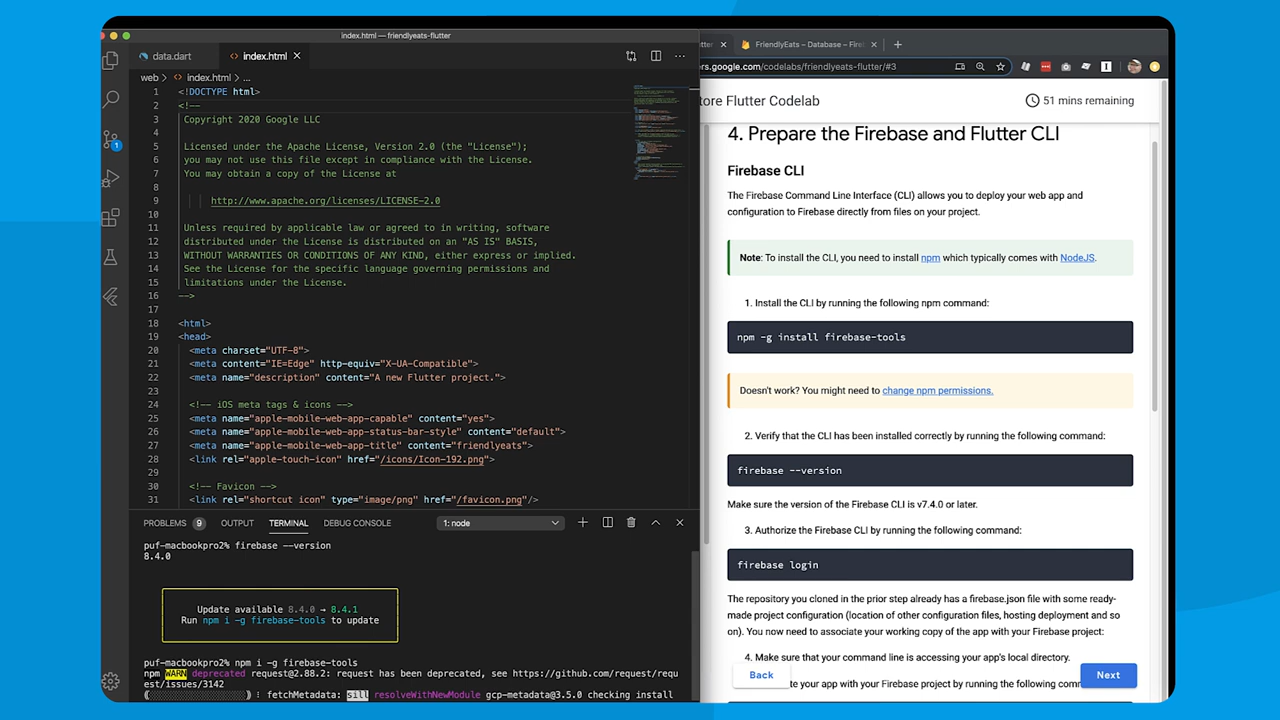 index.html — friendlyeats-flutter
data.dart
index.html
web > index.html > ...
1 <!DOCTYPE html>
2 <!--
3 Copyright 2020 Google LLC
4
5 Licensed under the Apache License, Version 2.0 (the "License");
6 you may not use this file except in compliance with the License.
7 You may obtain a copy of the License at
8
9 http://www.apache.org/licenses/LICENSE-2.0
10
11 Unless required by applicable law or agreed to in writing, software
12 distributed under the License is distributed on an "AS IS" BASIS,
13 WITHOUT WARRANTIES OR CONDITIONS OF ANY KIND, either express or implied.
14 See the License for the specific language governing permissions and
15 limitations under the License.
16 -->
17
18 <html>
19 <head>
20 <meta charset="UTF-8">
21 <meta content="IE=Edge" http-equiv="X-UA-Compatible">
22 <meta name="description" content="A new Flutter project.">
23
24 <!-- iOS meta tags & icons -->
25 <meta name="apple-mobile-web-app-capable" content="yes">
26 <meta name="apple-mobile-web-app-status-bar-style" content="default">
27 <meta name="apple-mobile-web-app-title" content="friendlyeats">
28 <link rel="apple-touch-icon" href="/icons/Icon-192.png">
29
30 <!-- Favicon -->
31 <link rel="shortcut icon" type="image/png" href="/favicon.png"/>
1
PROBLEMS 9 OUTPUT TERMINAL DEBUG CONSOLE 1: node
puf-macbookpro2% firebase --version
8.4.0
Update available 8.4.0 → 8.4.1
Run npm i -g firebase-tools to update
puf-macbookpro2% npm i -g firebase-tools
npm WARN deprecated request@2.88.2: request has been deprecated, see https://github.com/request/requ
est/issues/3142
fetchMetadata: sill resolveWithNewModule gcp-metadata@3.5.0 checking install
tter
FriendlyEats – Database – Fireb
rs.google.com/codelabs/friendlyeats-flutter/#3
tore Flutter Codelab
51 mins remaining
4. Prepare the Firebase and Flutter CLI
Firebase CLI
The Firebase Command Line Interface (CLI) allows you to deploy your web app and
configuration to Firebase directly from files on your project.
Note: To install the CLI, you need to install npm which typically comes with NodeJS.
1. Install the CLI by running the following npm command:
npm -g install firebase-tools
Doesn't work? You might need to change npm permissions.
2. Verify that the CLI has been installed correctly by running the following command:
firebase --version
Make sure the version of the Firebase CLI is v7.4.0 or later.
3. Authorize the Firebase CLI by running the following command:
firebase login
The repository you cloned in the prior step already has a firebase.json file with some ready-
made project configuration (location of other configuration files, hosting deployment and so
on). You now need to associate your working copy of the app with your Firebase project:
4. Make sure that your command line is accessing your app's local directory.
te your app with your Firebase project by running the following comm
Back
Next